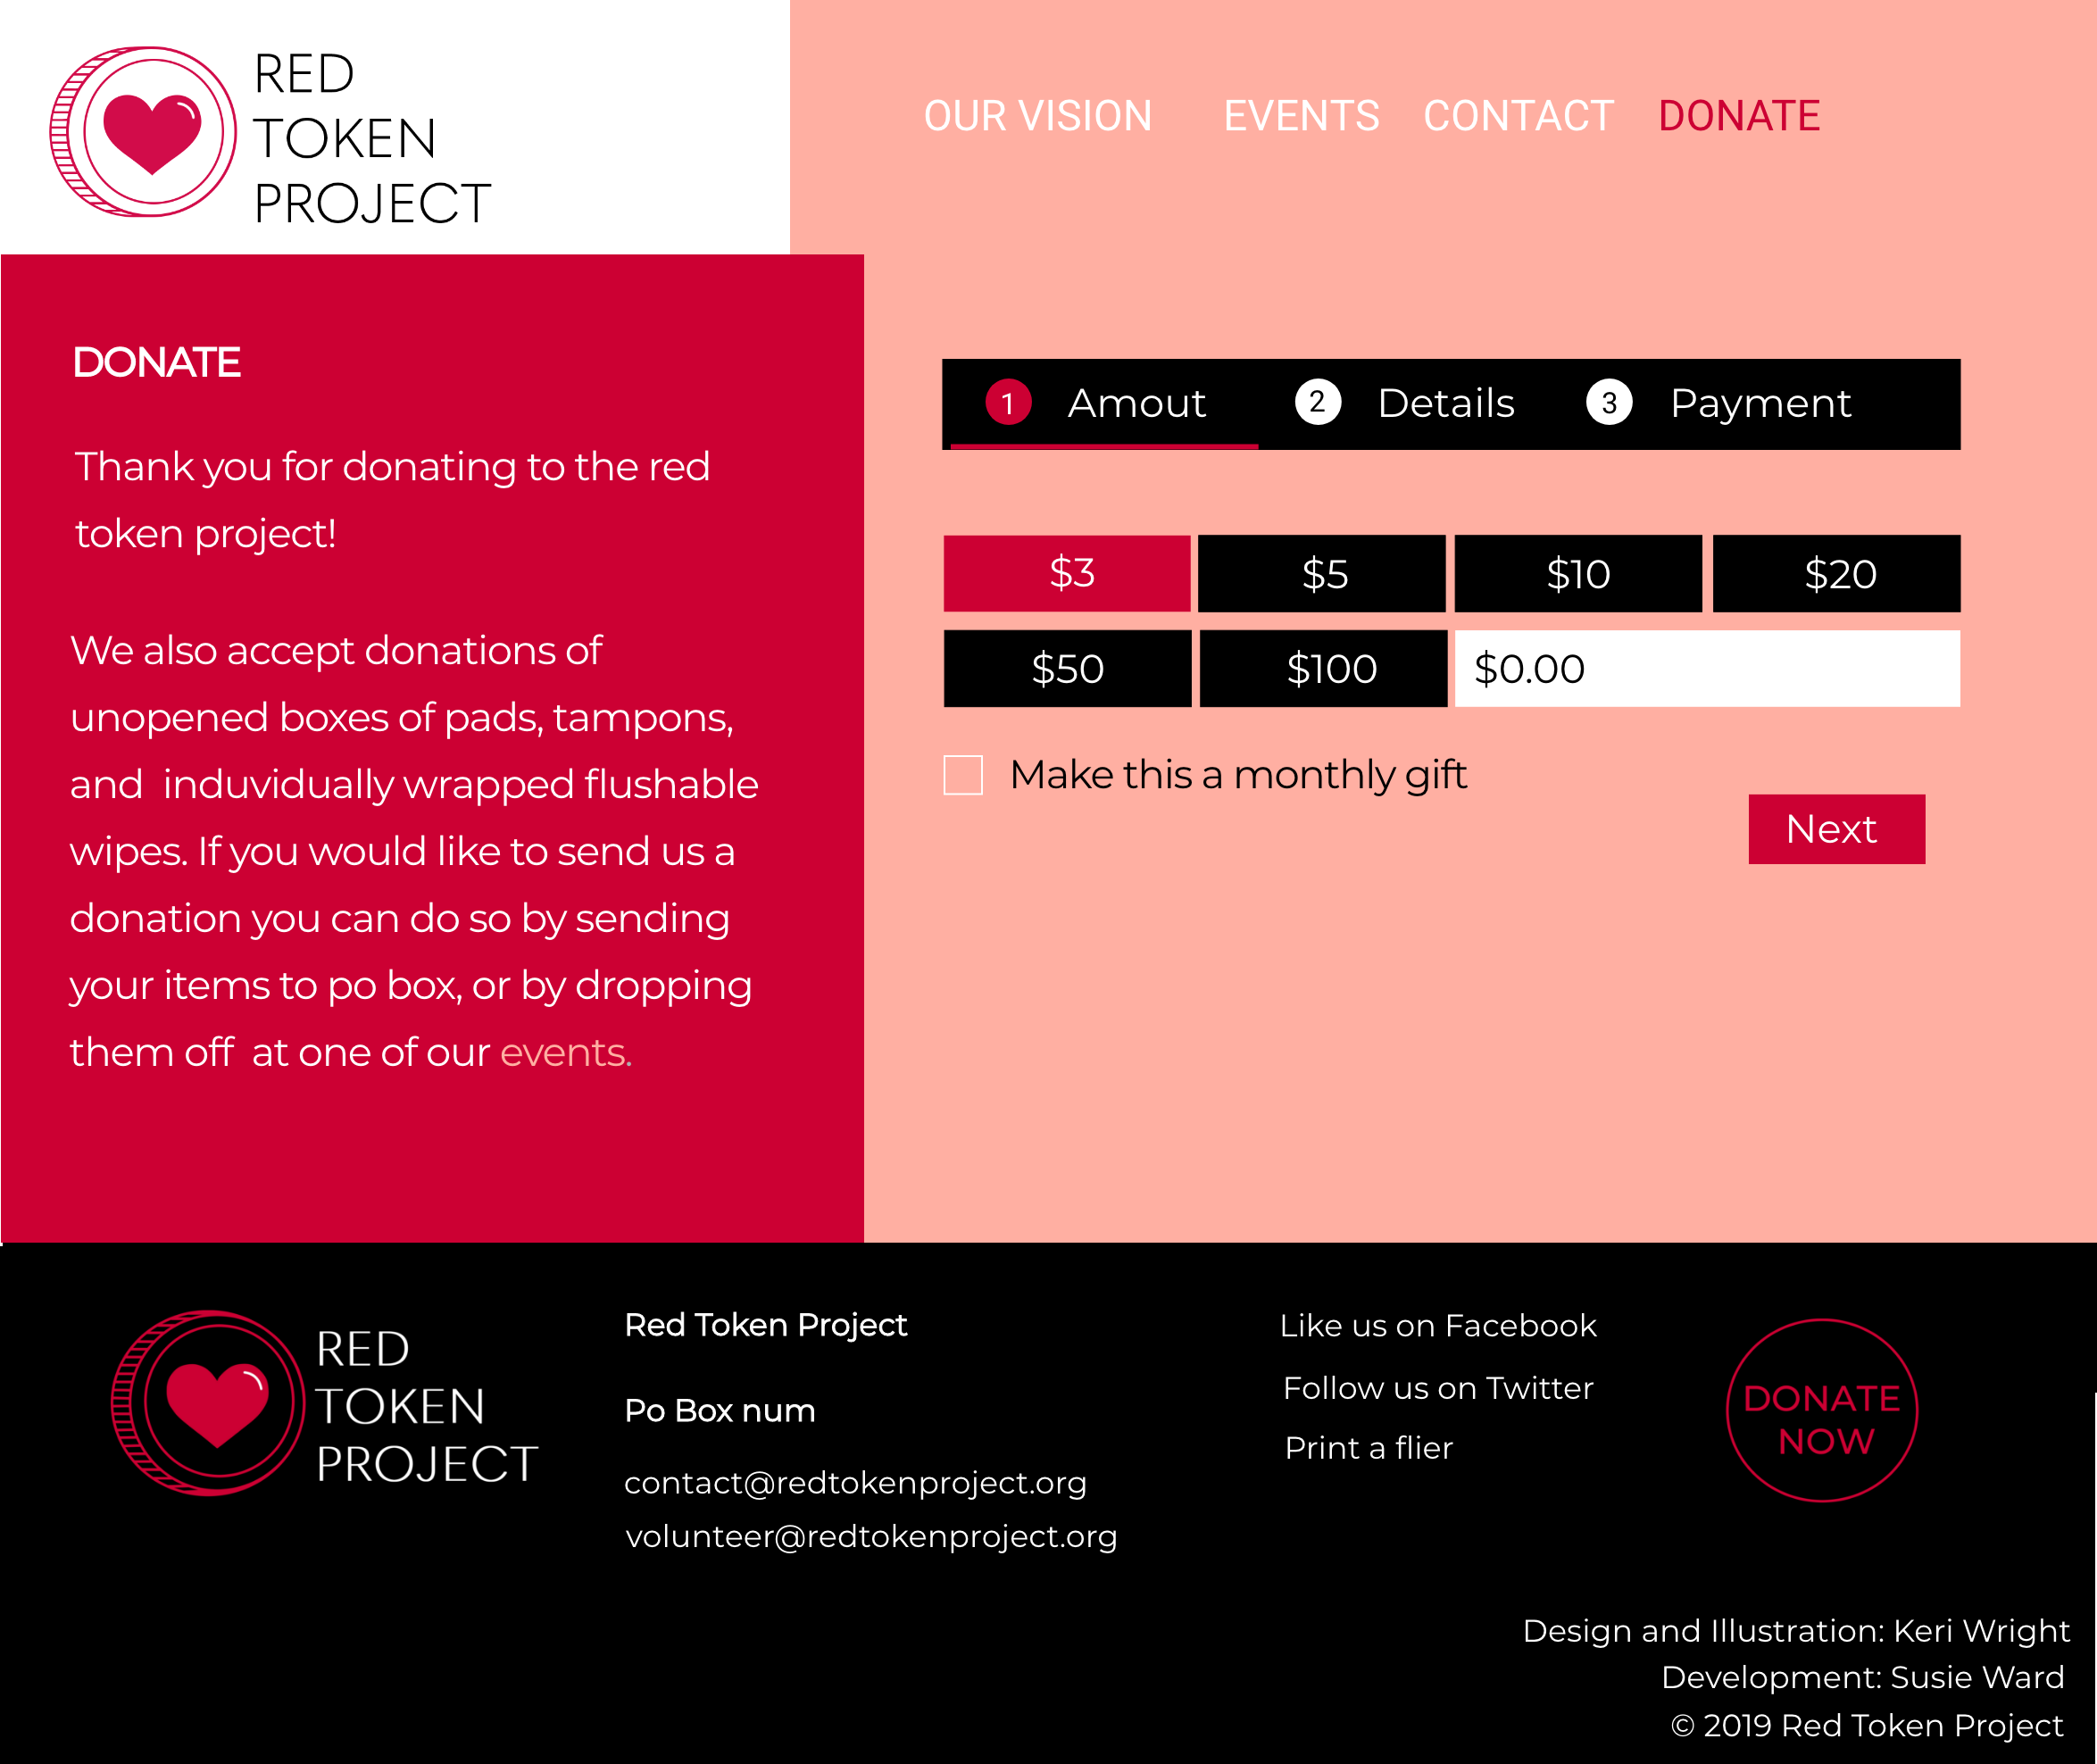 RED
TOKEN
PROJECT
OUR VISION EVENTS CONTACT DONATE
DONATE
Thank you for donating to the red
token project!
We also accept donations of
unopened boxes of pads, tampons,
and induvidually wrapped flushable
wipes. If you would like to send us a
donation you can do so by sending
your items to po box, or by dropping
them off at one of our events.
1 Amout 2 Details 3 Payment
$3 $5 $10 $20
$50 $100 $0.00
Make this a monthly gift
Next
RED
TOKEN
PROJECT
Red Token Project
Po Box num
contact@redtokenproject.org
volunteer@redtokenproject.org
Like us on Facebook
Follow us on Twitter
Print a flier
DONATE
NOW
Design and Illustration: Keri Wright
Development: Susie Ward
© 2019 Red Token Project